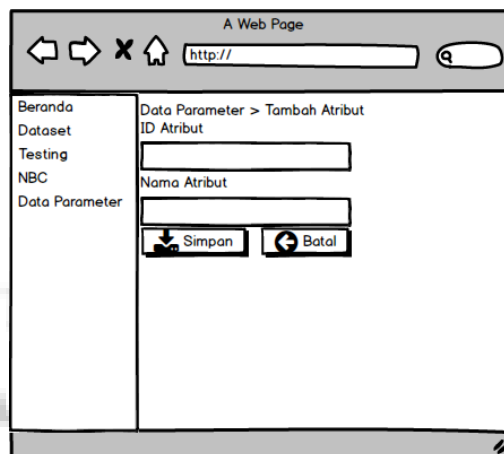 A Web Page
http://
Beranda
Dataset
Testing
NBC
Data Parameter
Data Parameter > Tambah Atribut
ID Atribut
Nama Atribut
Simpan
Batal